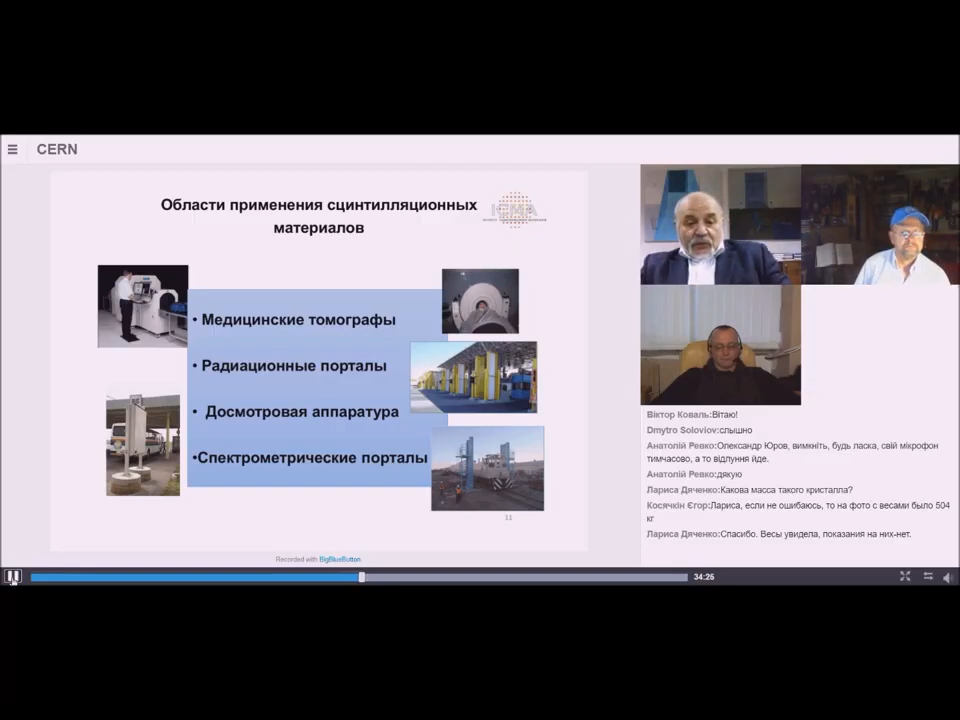 CERN
Области применения сцинтилляционных
материалов
• Медицинские томографы
• Радиационные порталы
• Досмотровая аппаратура
•Спектрометрические порталы
11
Recorded with BigBlueButton
Віктор Коваль:Вітаю!
Dmytro Soloviov:слышно
Анатолій Ревко:Олександр Юров, вимкніть, будь ласка, свій мікрофон
тимчасово, а то відлуння йде.
Анатолій Ревко:дякую
Лариса Дяченко:Какова масса такого кристалла?
Косячкін Єгор:Лариса, если не ошибаюсь, то на фото с весами было 504
кг
Лариса Дяченко:Спасибо. Весы увидела, показания на них-нет.
34:25